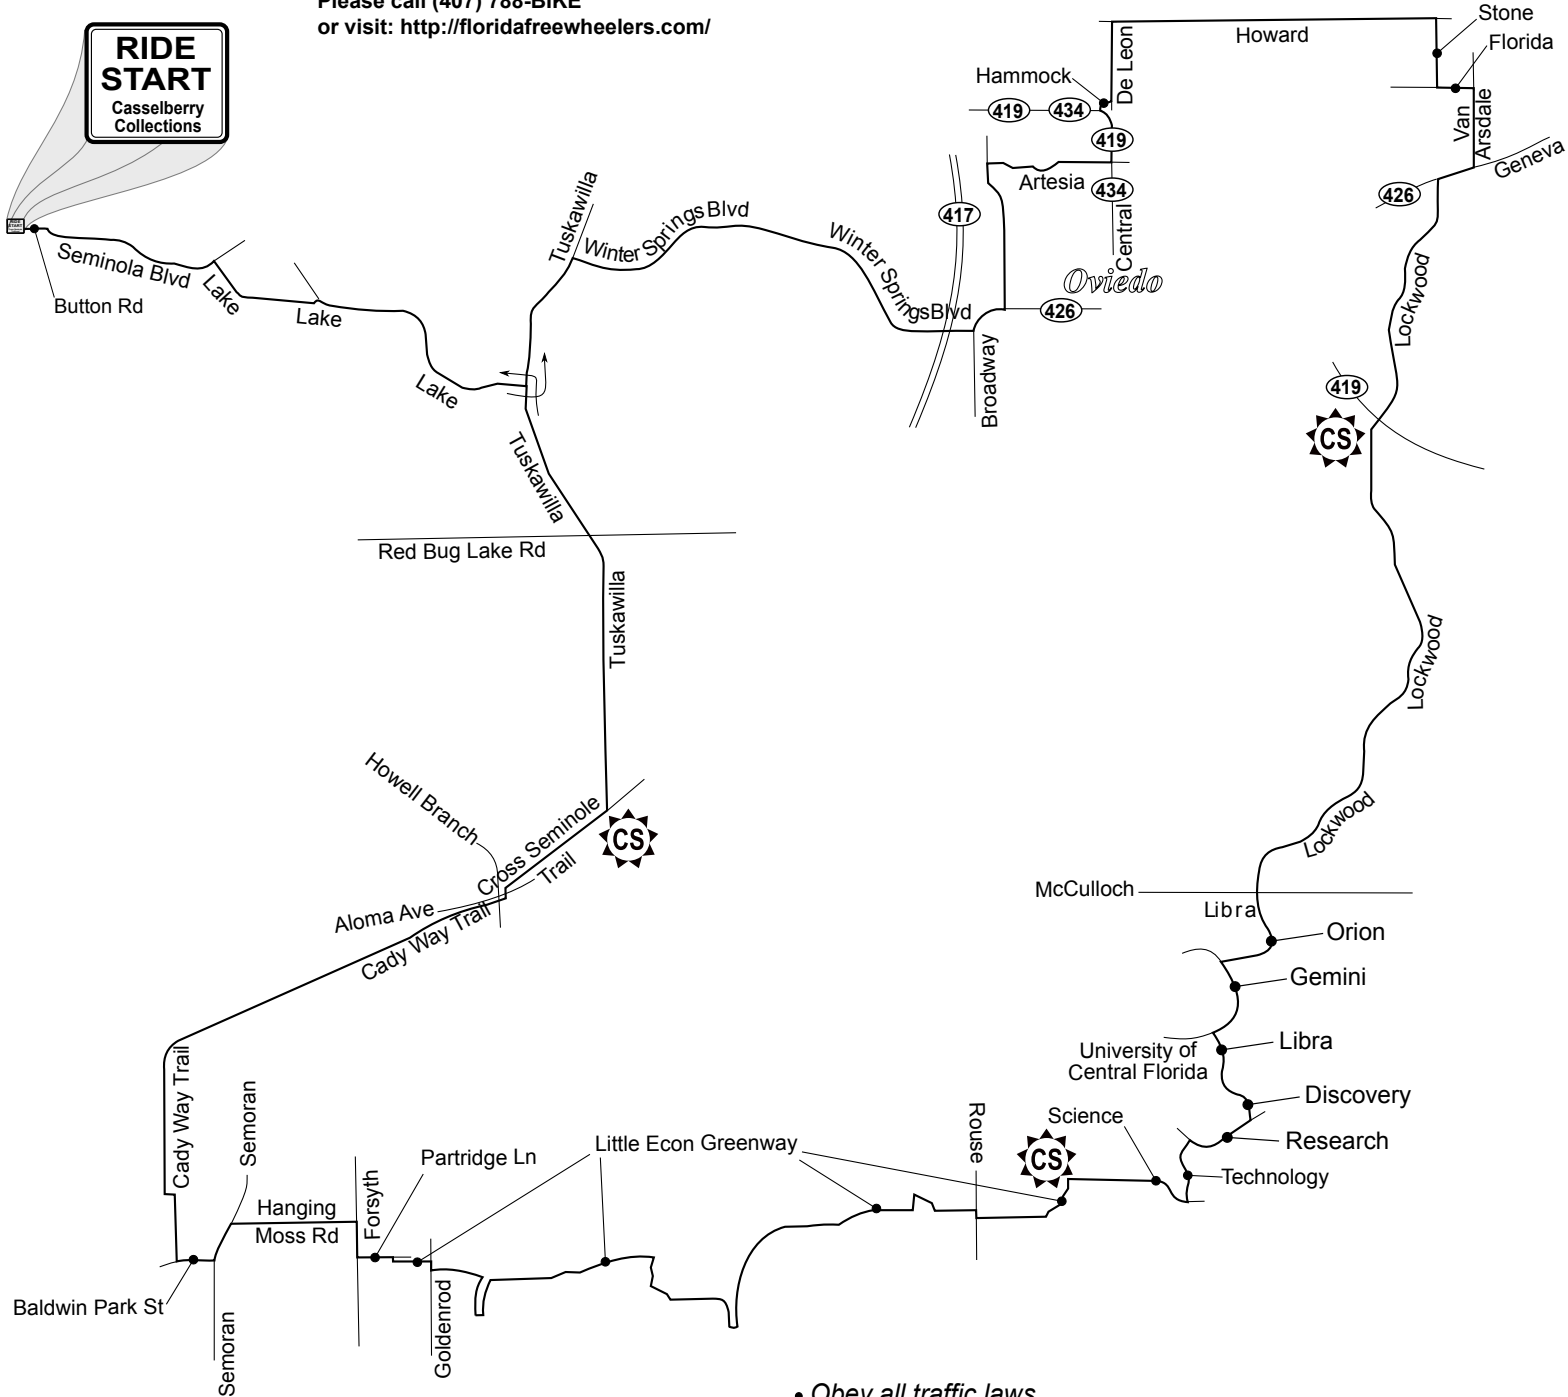 Please call (407) 788-BIKE
or visit: http://floridafreewheelers.com/
RIDE
START
Casselberry
Collections
RIDE
START
Button Rd
Seminola Blvd
Lake
Lake
Lake
Tuskawilla
Winter Springs Blvd
Winter Springs Blvd
417
Broadway
426
Oviedo
Artesia
434
Central
419
419
434
Hammock
De Leon
Howard
Stone
Florida
Van
Arsdale
Geneva
426
Lockwood
419
CS
Lockwood
Lockwood
McCulloch
Libra
Orion
Gemini
Libra
University of
Central Florida
Discovery
Research
Technology
Science
CS
Rouse
Little Econ Greenway
Goldenrod
Partridge Ln
Forsyth
Hanging
Moss Rd
Semoran
Semoran
Baldwin Park St
Cady Way Trail
Cady Way Trail
Aloma Ave
Howell Branch
Cross Seminole
Trail
CS
Tuskawilla
Red Bug Lake Rd
Tuskawilla
• Obey all traffic laws